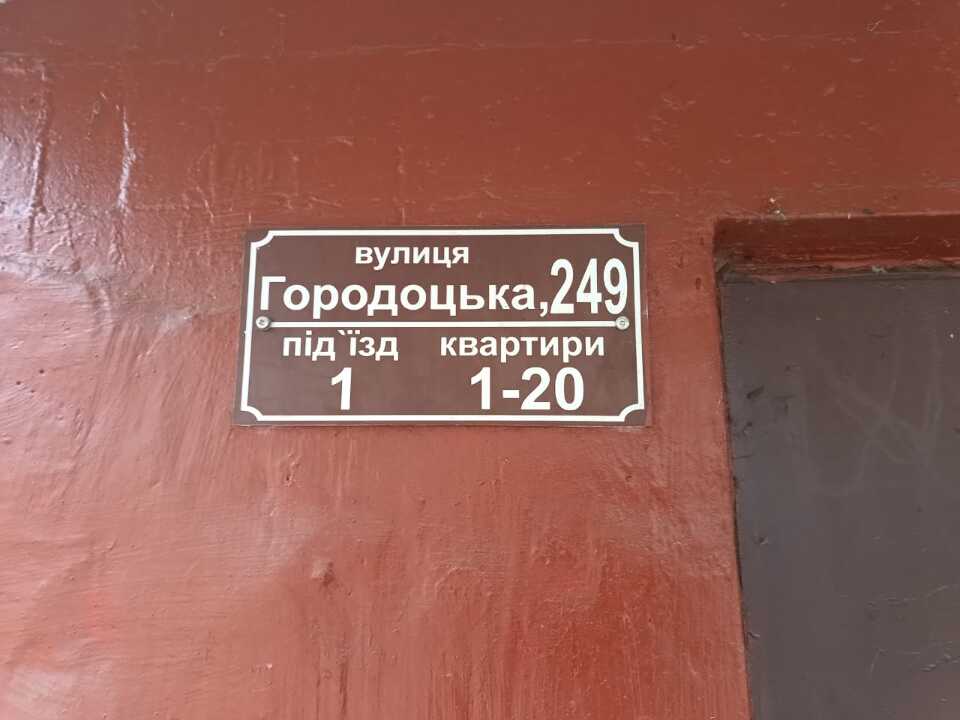 вулиця
Городоцька,249
під`їзд квартири
1 1-20